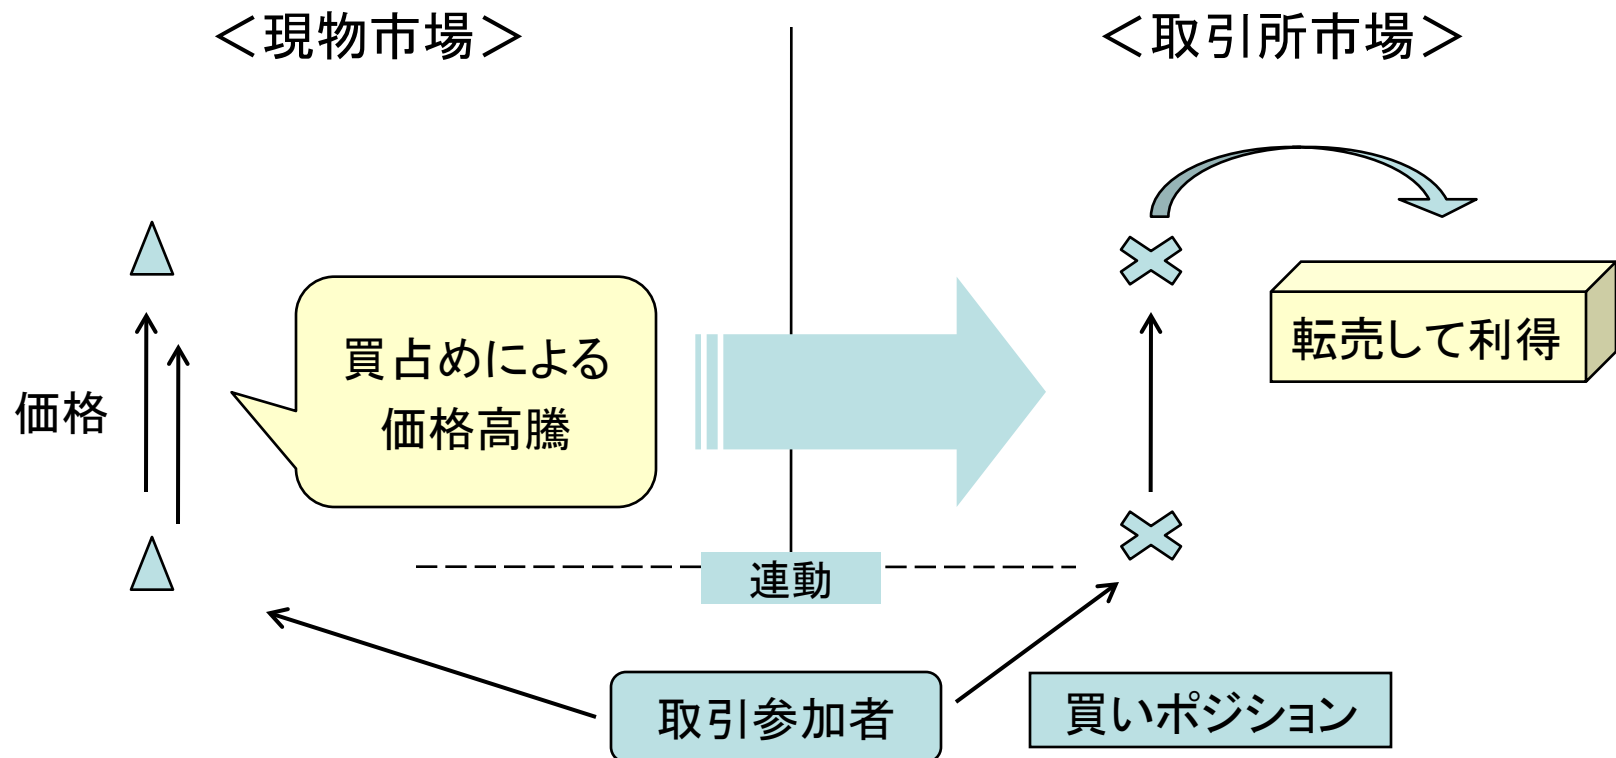 ＜現物市場＞
＜取引所市場＞
買占めによる
価格高騰
転売して利得
価格
連動
取引参加者
買いポジション